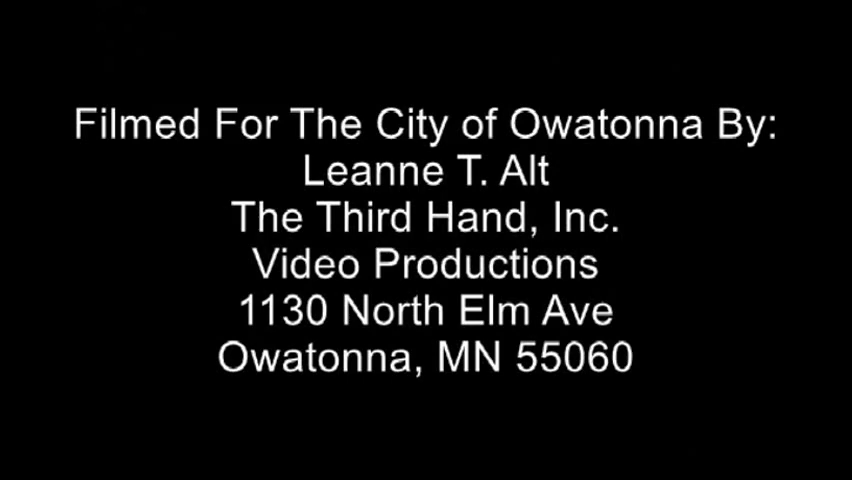 Filmed For The City of Owatonna By:
Leanne T. Alt
The Third Hand, Inc.
Video Productions
1130 North Elm Ave
Owatonna, MN 55060